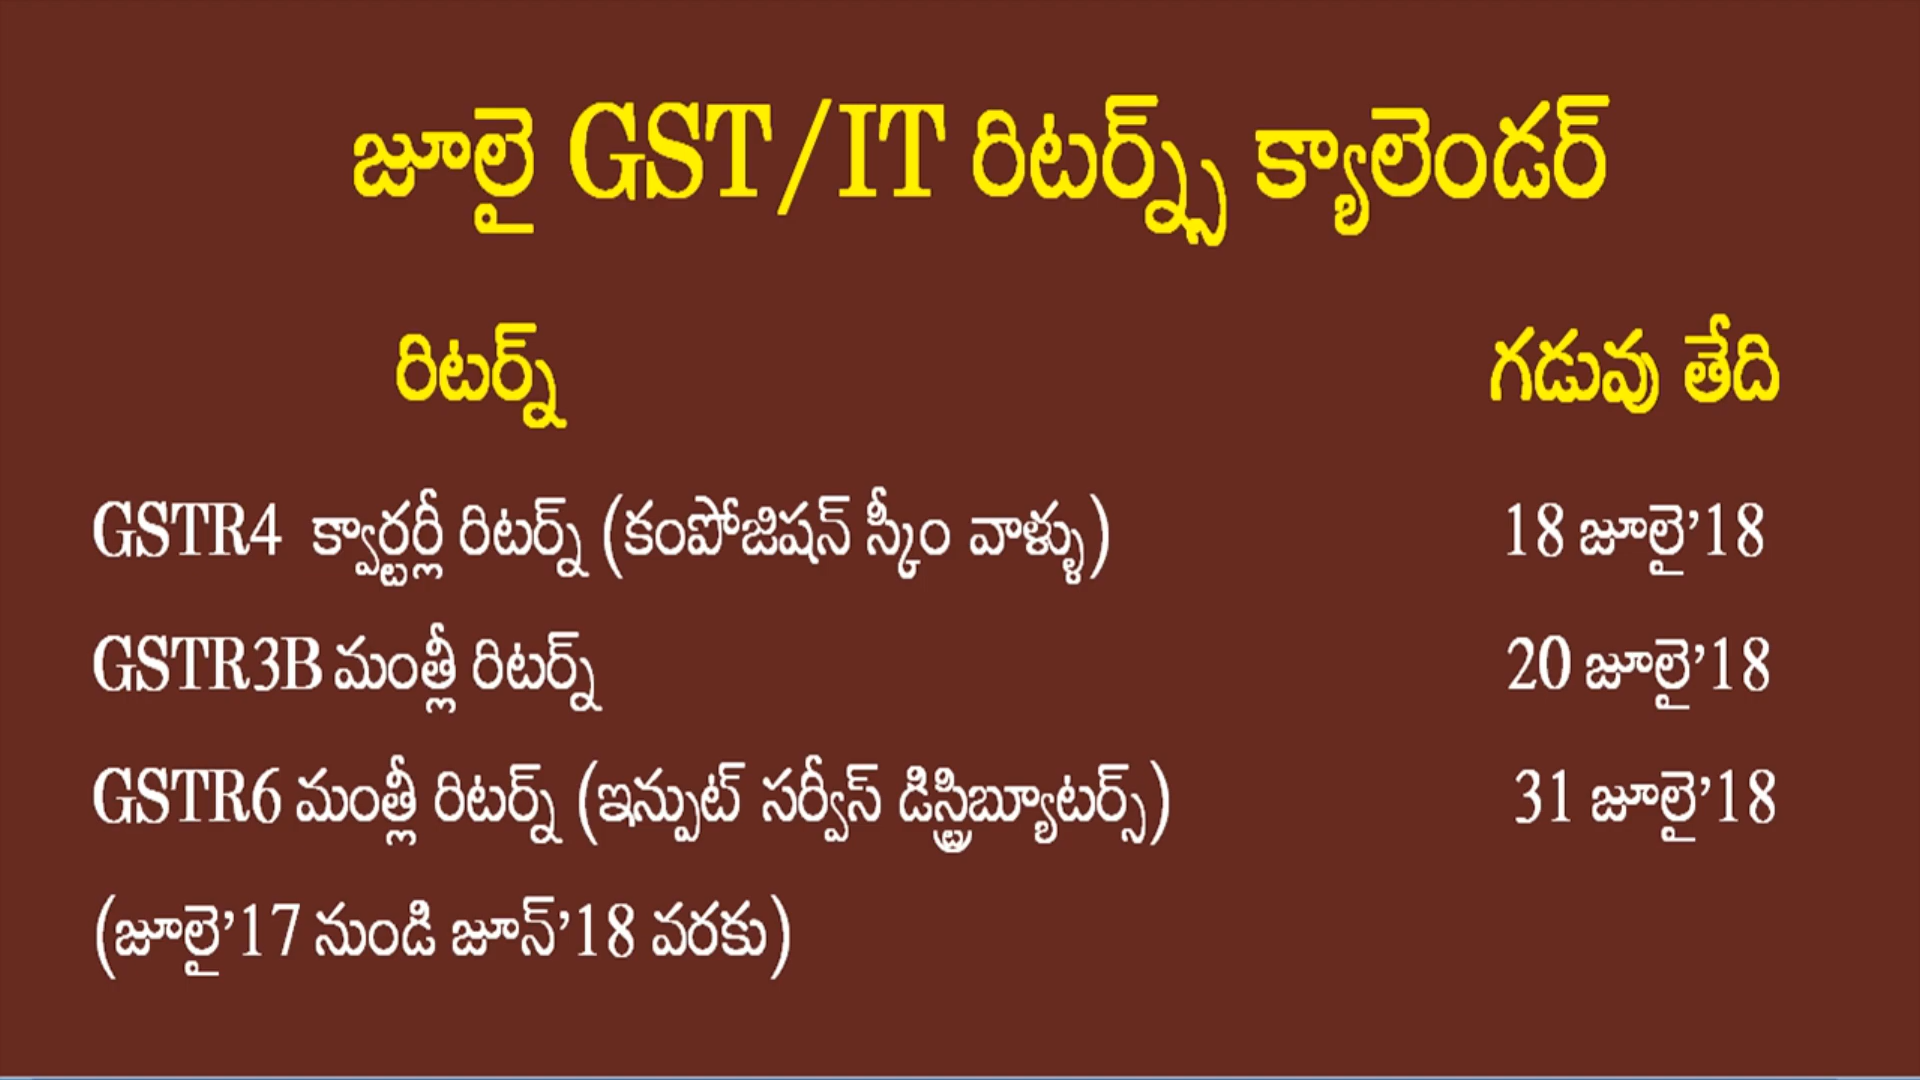 జూలై GST/IT రిటర్న్స్ క్యాలెండర్
రిటర్న్ గడువు తేది
GSTR4 క్వార్టర్లీ రిటర్న్ (కంపోజిషన్ స్కీం వాళ్ళు) 18 జూలై'18
GSTR3B మంత్లీ రిటర్న్ 20 జూలై'18
GSTR6 మంత్లీ రిటర్న్ (ఇన్పుట్ సర్వీస్ డిస్ట్రిబ్యూటర్స్) 31 జూలై'18
(జూలై'17 నుండి జూన్'18 వరకు)